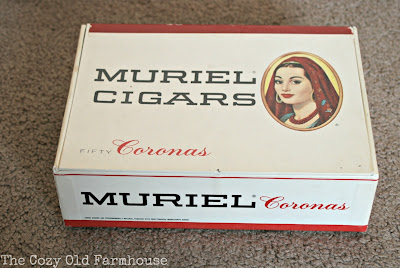 MURIEL®
CIGARS
FIFTY Coronas
MURIEL® Coronas
The Cozy Old Farmhouse